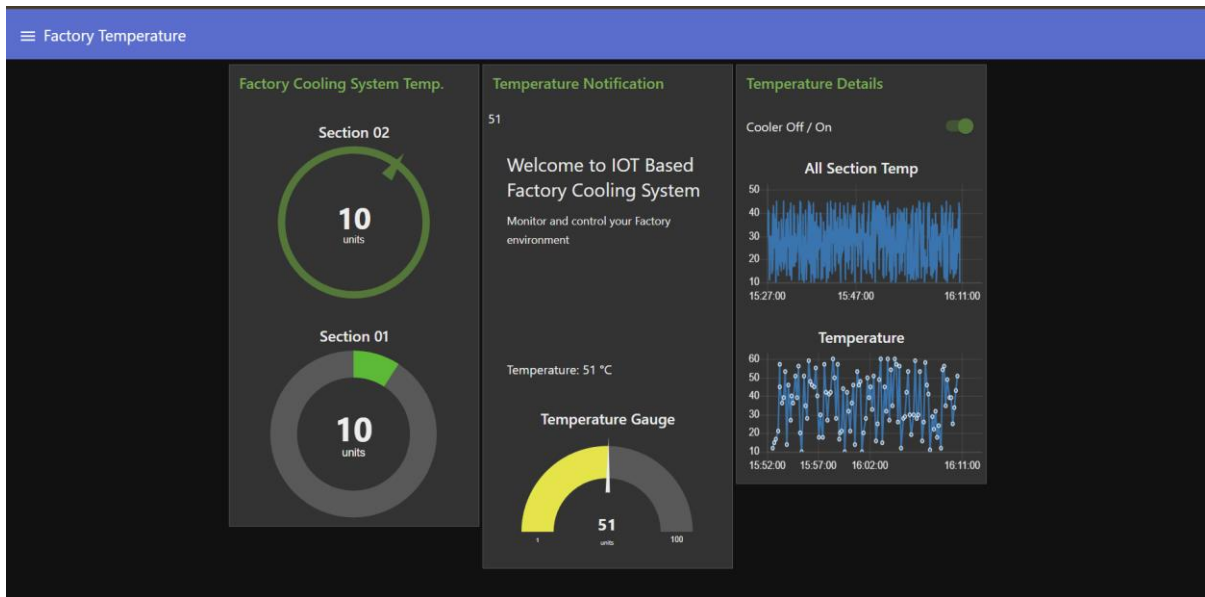 Factory Temperature
Factory Cooling System Temp.
Section 02
10
units
Section 01
10
units
Temperature Notification
51
Welcome to IOT Based
Factory Cooling System
Monitor and control your Factory
environment
Temperature: 51 °C
Temperature Gauge
51
units
1
100
Temperature Details
Cooler Off / On
All Section Temp
50
40
30
20
10
15:27:00 15:47:00 16:11:00
Temperature
60
50
40
30
20
10
15:52:00 15:57:00 16:02:00 16:11:00